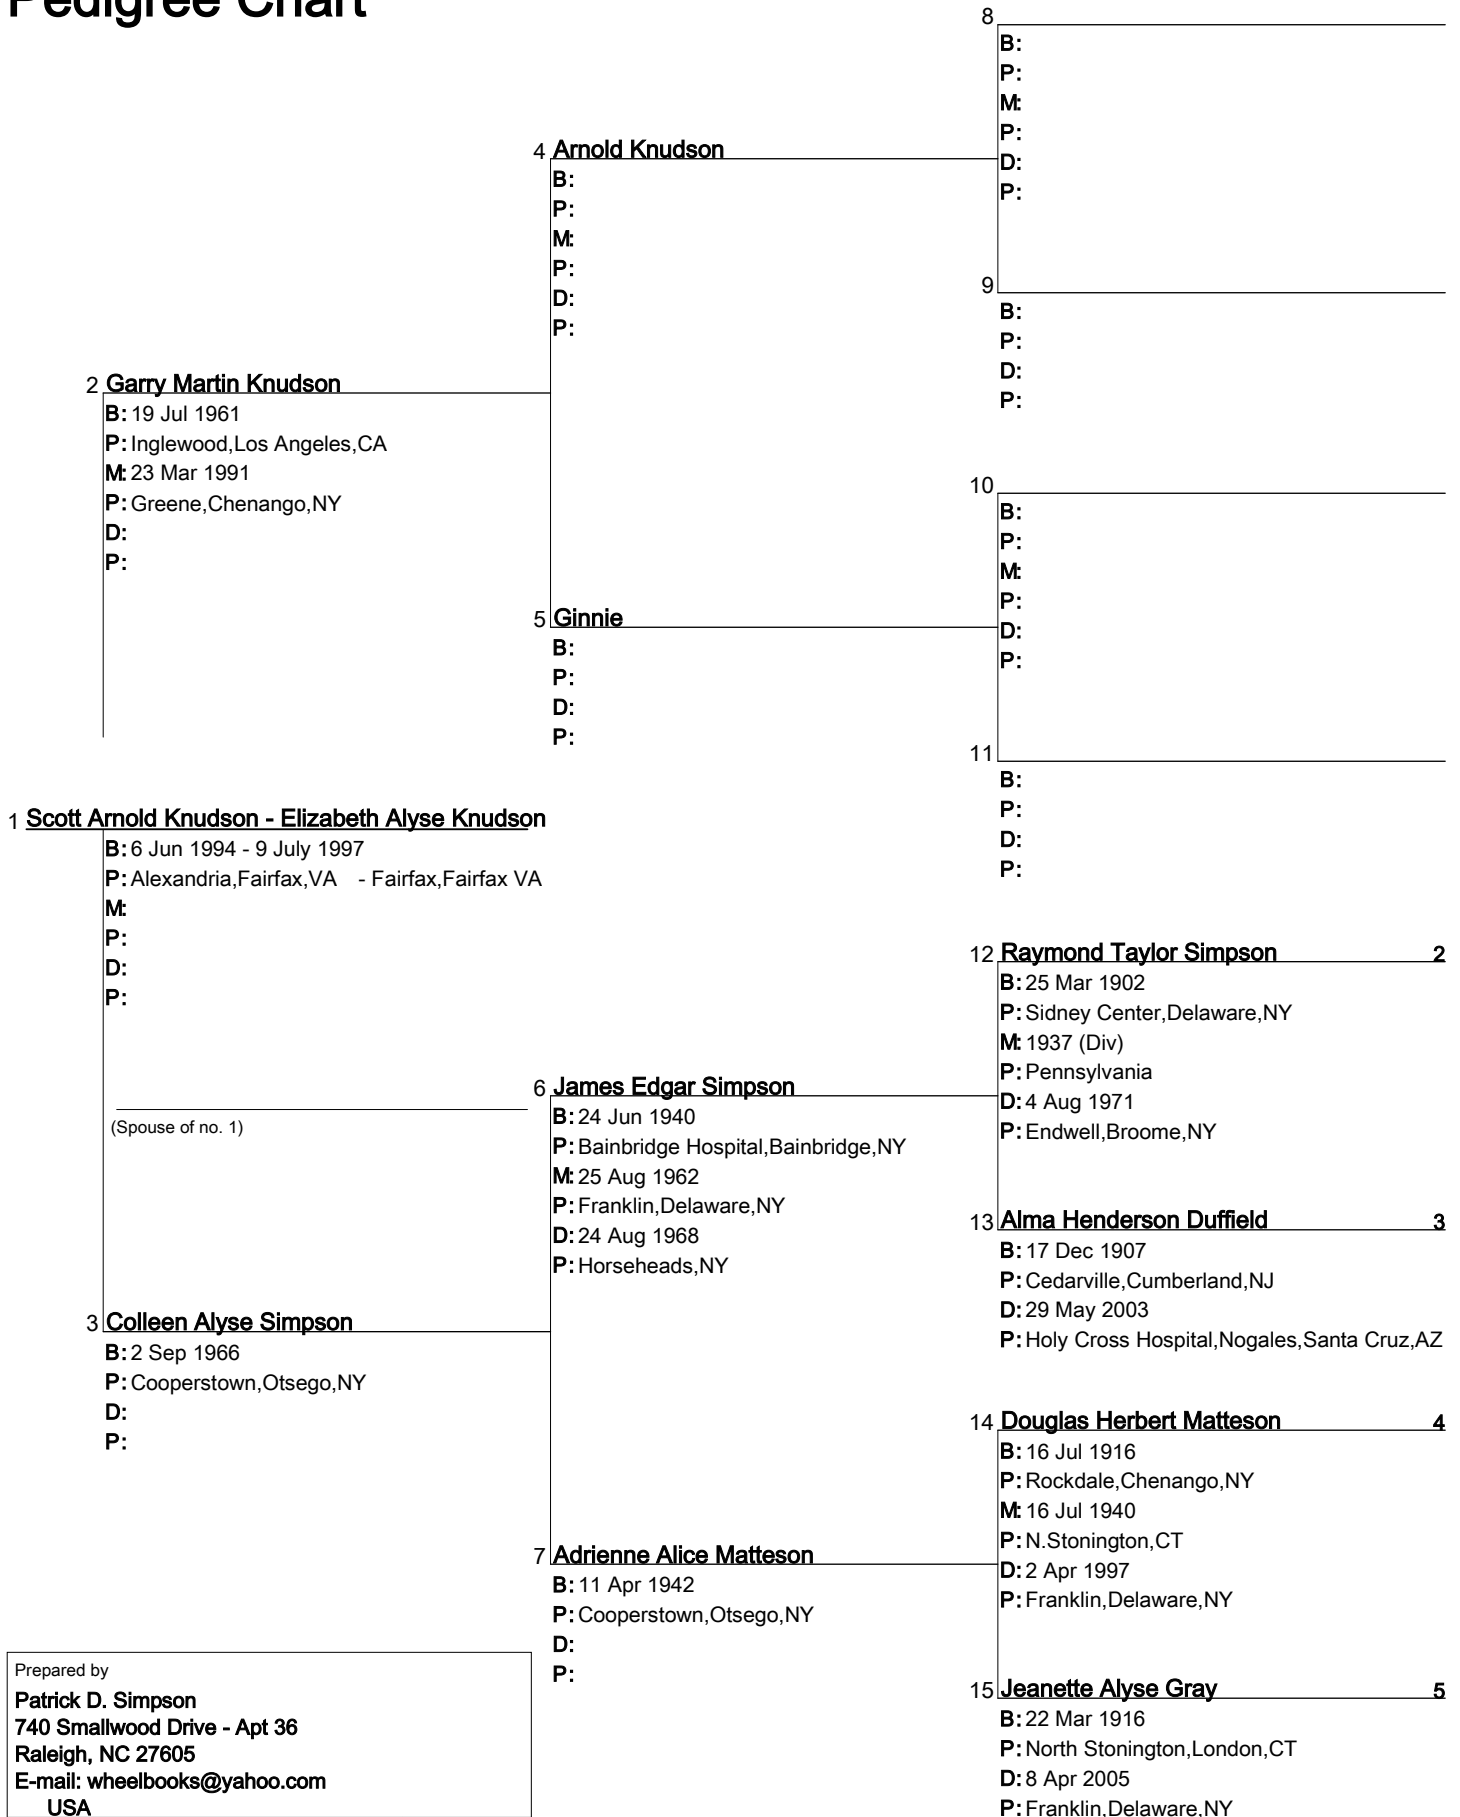 Pedigree Chart
8
B:
P:
M:
P:
D:
P:
4 Arnold Knudson
B:
P:
M:
P:
D:
P:
9
B:
P:
D:
P:
2 Garry Martin Knudson
B: 19 Jul 1961
P: Inglewood,Los Angeles,CA
M: 23 Mar 1991
P: Greene,Chenango,NY
D:
P:
10
B:
P:
M:
P:
D:
P:
5 Ginnie
B:
P:
D:
P:
11
B:
P:
D:
P:
1 Scott Arnold Knudson - Elizabeth Alyse Knudson
B: 6 Jun 1994 - 9 July 1997
P: Alexandria,Fairfax,VA - Fairfax,Fairfax VA
M:
P:
D:
P:
(Spouse of no. 1)
12 Raymond Taylor Simpson 2
B: 25 Mar 1902
P: Sidney Center,Delaware,NY
M: 1937 (Div)
P: Pennsylvania
D: 4 Aug 1971
P: Endwell,Broome,NY
6 James Edgar Simpson
B: 24 Jun 1940
P: Bainbridge Hospital,Bainbridge,NY
M: 25 Aug 1962
P: Franklin,Delaware,NY
D: 24 Aug 1968
P: Horseheads,NY
13 Alma Henderson Duffield 3
B: 17 Dec 1907
P: Cedarville,Cumberland,NJ
D: 29 May 2003
P: Holy Cross Hospital,Nogales,Santa Cruz,AZ
3 Colleen Alyse Simpson
B: 2 Sep 1966
P: Cooperstown,Otsego,NY
D:
P:
14 Douglas Herbert Matteson 4
B: 16 Jul 1916
P: Rockdale,Chenango,NY
M: 16 Jul 1940
P: N.Stonington,CT
D: 2 Apr 1997
P: Franklin,Delaware,NY
7 Adrienne Alice Matteson
B: 11 Apr 1942
P: Cooperstown,Otsego,NY
D:
P:
15 Jeanette Alyse Gray 5
B: 22 Mar 1916
P: North Stonington,London,CT
D: 8 Apr 2005
P: Franklin,Delaware,NY
Prepared by
Patrick D. Simpson
740 Smallwood Drive - Apt 36
Raleigh, NC 27605
E-mail: wheelbooks@yahoo.com
USA